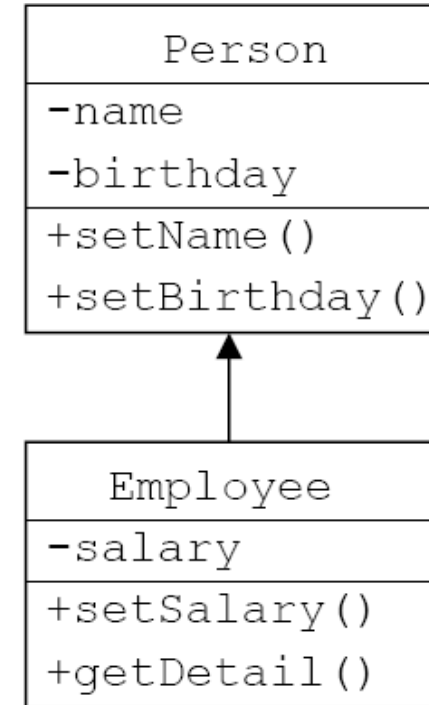 Person
-name
-birthday
+setName()
+setBirthday()
Employee
-salary
+setSalary()
+getDetail()